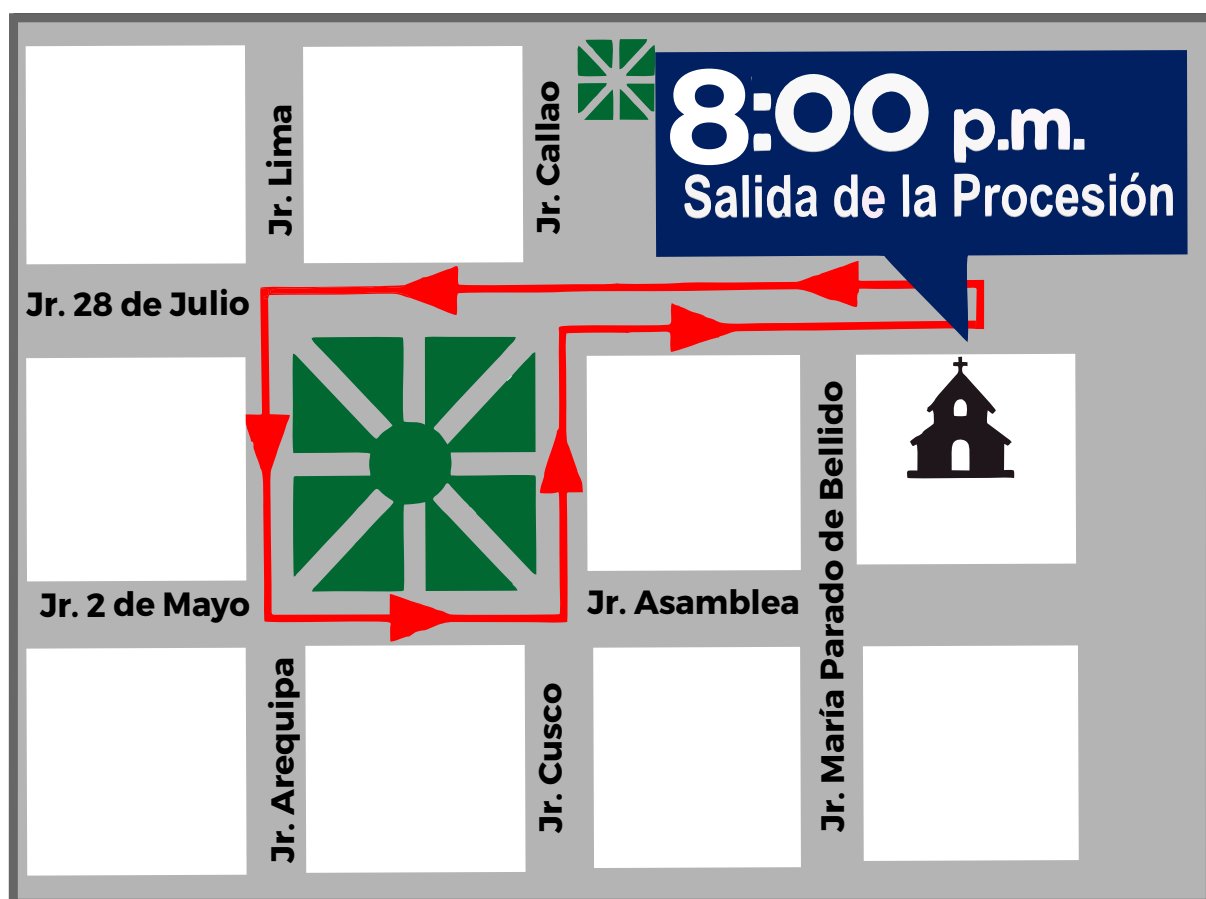 8:00 p.m.
Salida de la Procesión
Jr. Lima
Jr. Callao
Jr. 28 de Julio
Jr. María Parado de Bellido
Jr. 2 de Mayo
Jr. Asamblea
Jr. Arequipa
Jr. Cusco